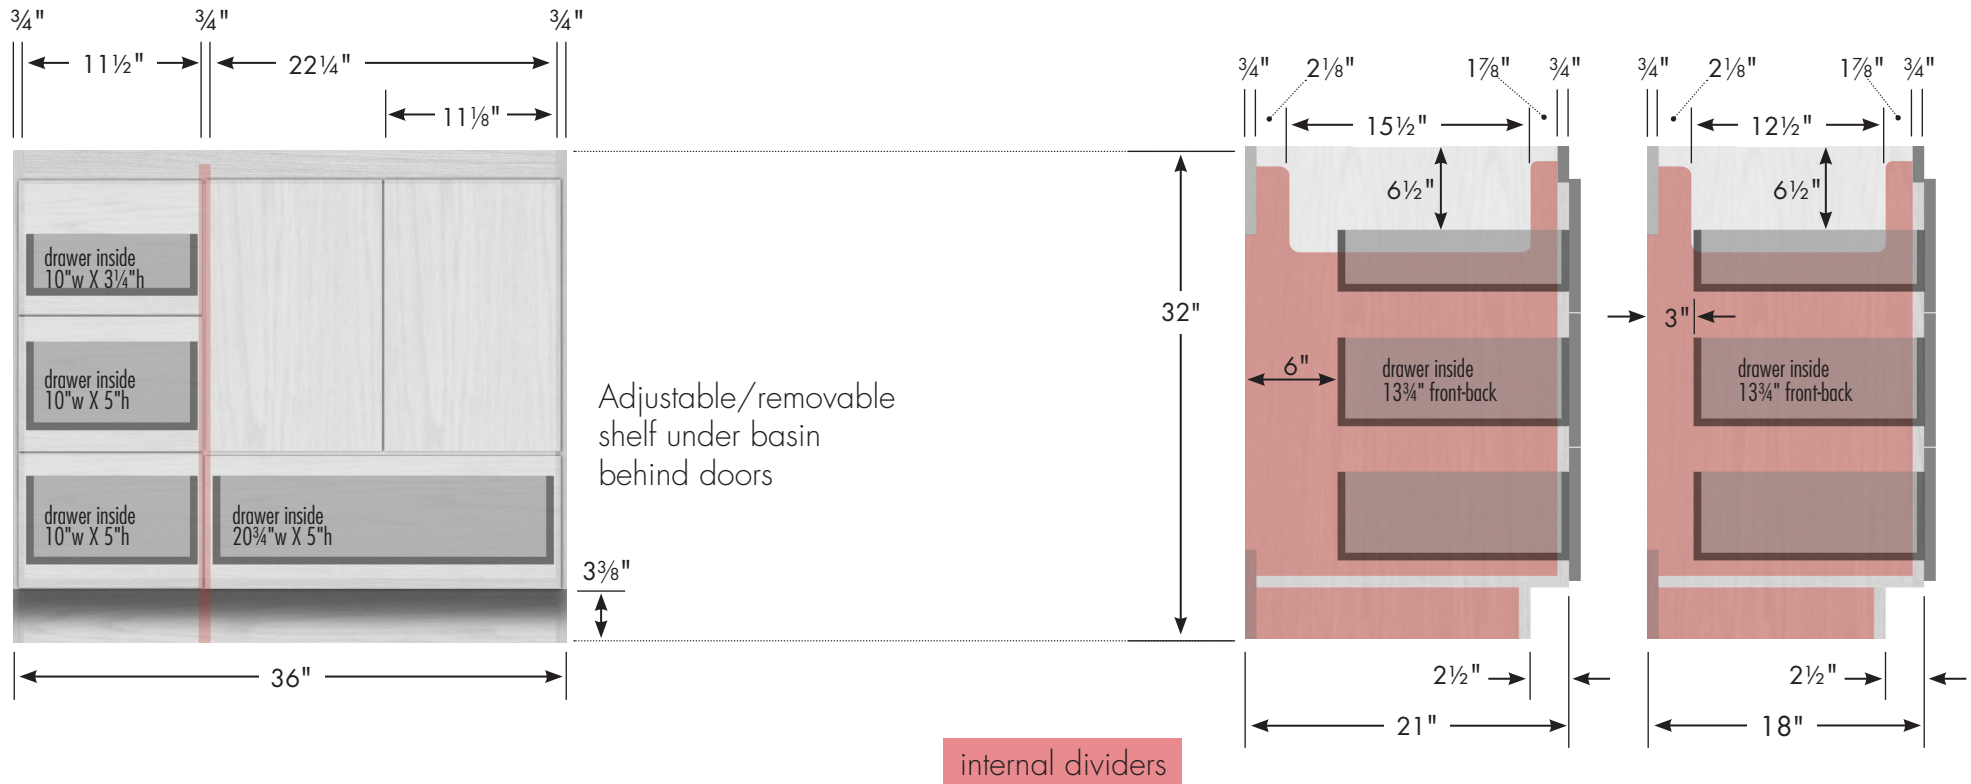 ¾" ¾" ¾"
11½" 22¼"
11⅛"
drawer inside
10"w X 3¼"h
drawer inside
10"w X 5"h
drawer inside
10"w X 5"h
drawer inside
20¾"w X 5"h
3⅜"
36"
Adjustable/removable
shelf under basin
behind doors
32"
¾" 2⅛" 1⅞" ¾"
15½"
6½"
6"
drawer inside
13¾" front-back
2½"
21"
¾" 2⅛" 1⅞" ¾"
12½"
6½"
3"
drawer inside
13¾" front-back
2½"
18"
internal dividers